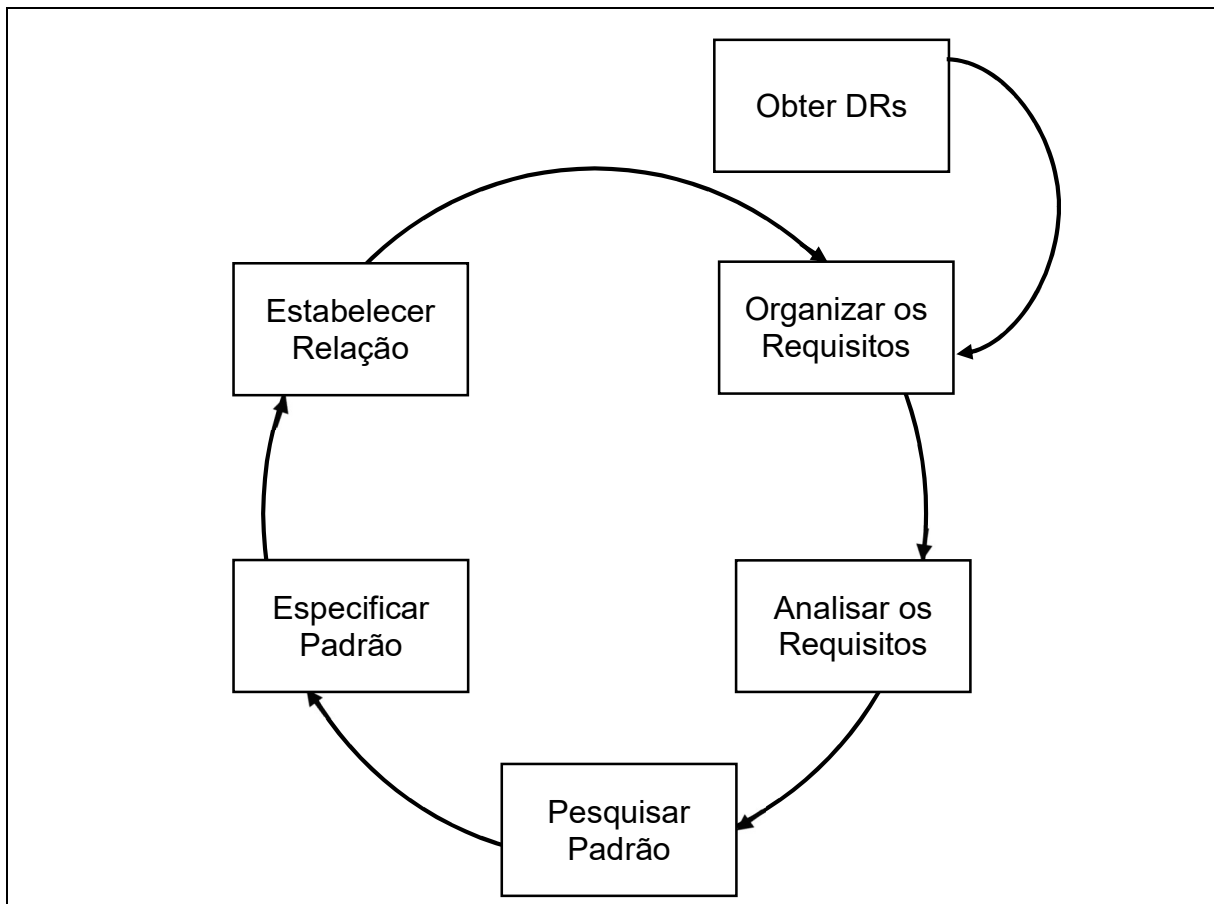 Obter DRs
Estabelecer
Relação
Organizar os
Requisitos
Especificar
Padrão
Analisar os
Requisitos
Pesquisar
Padrão